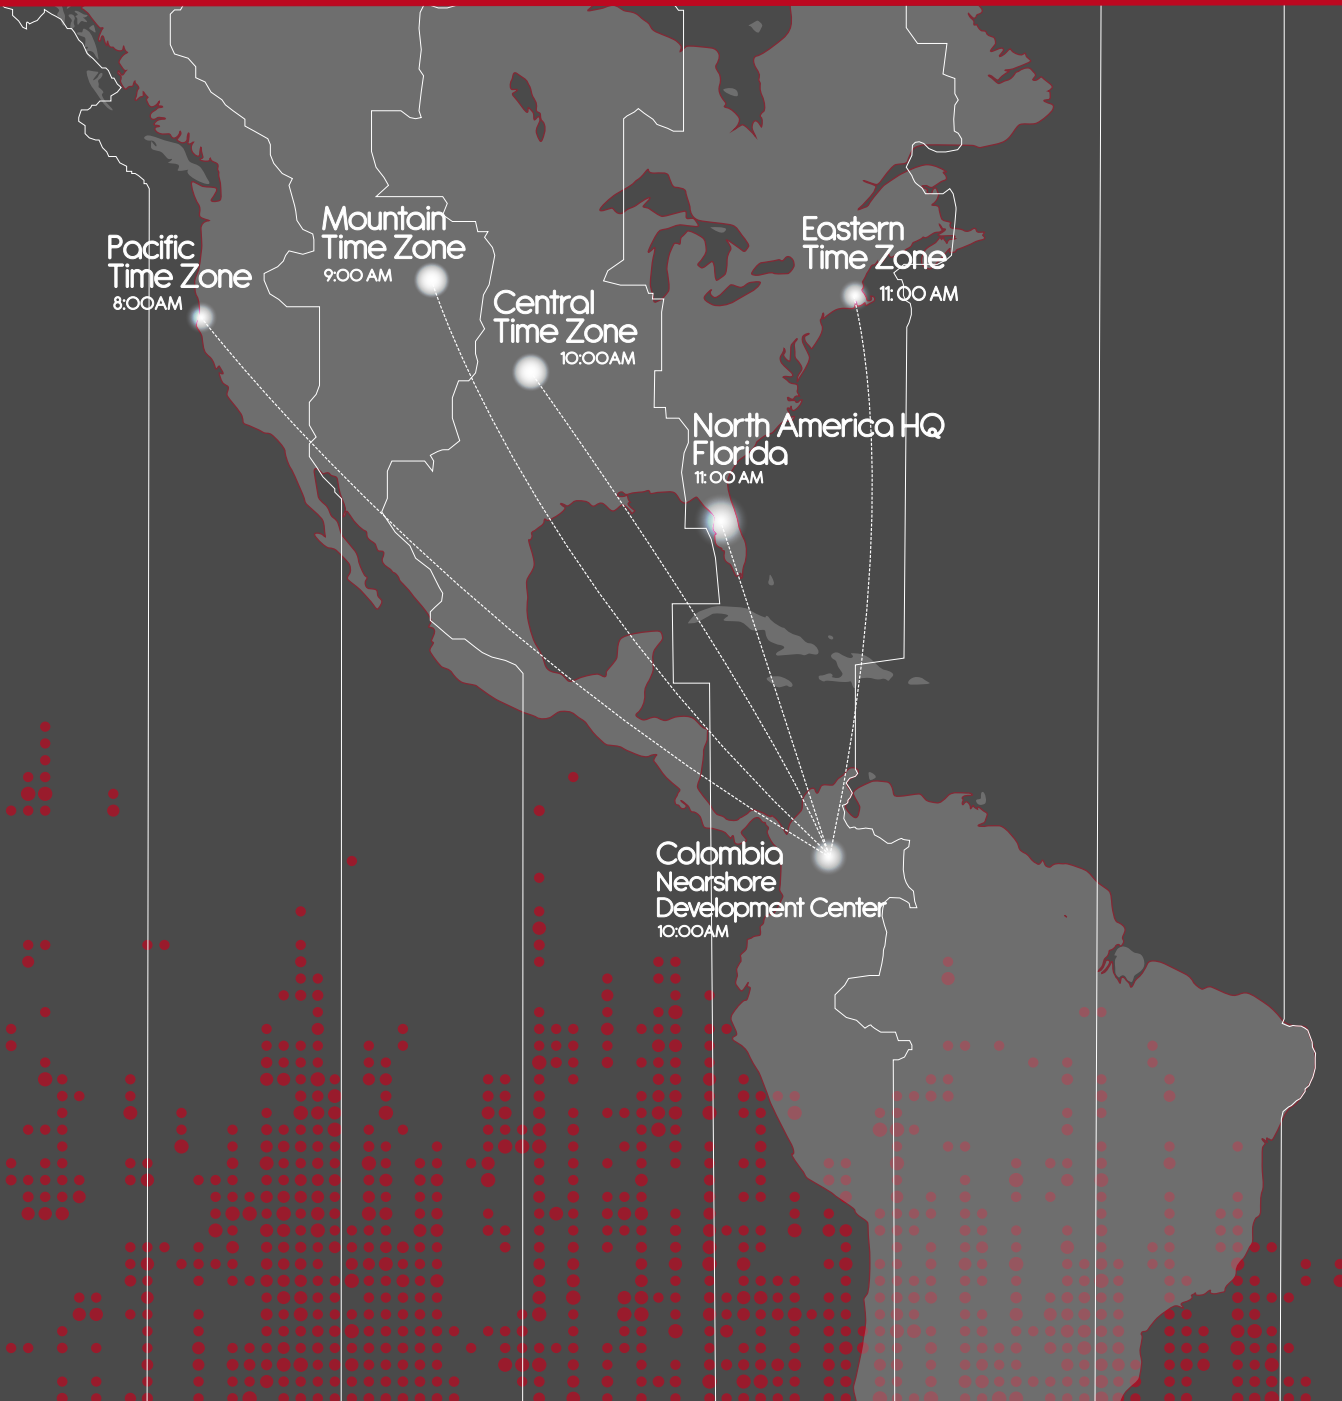 Mountain
Time Zone
9:00 AM
Pacific
Time Zone
8:00AM
Eastern
Time Zone
11:00 AM
Central
Time Zone
10:00AM
North America HQ
Florida
11:00 AM
Colombia
Nearshore
Development Center
10:00AM